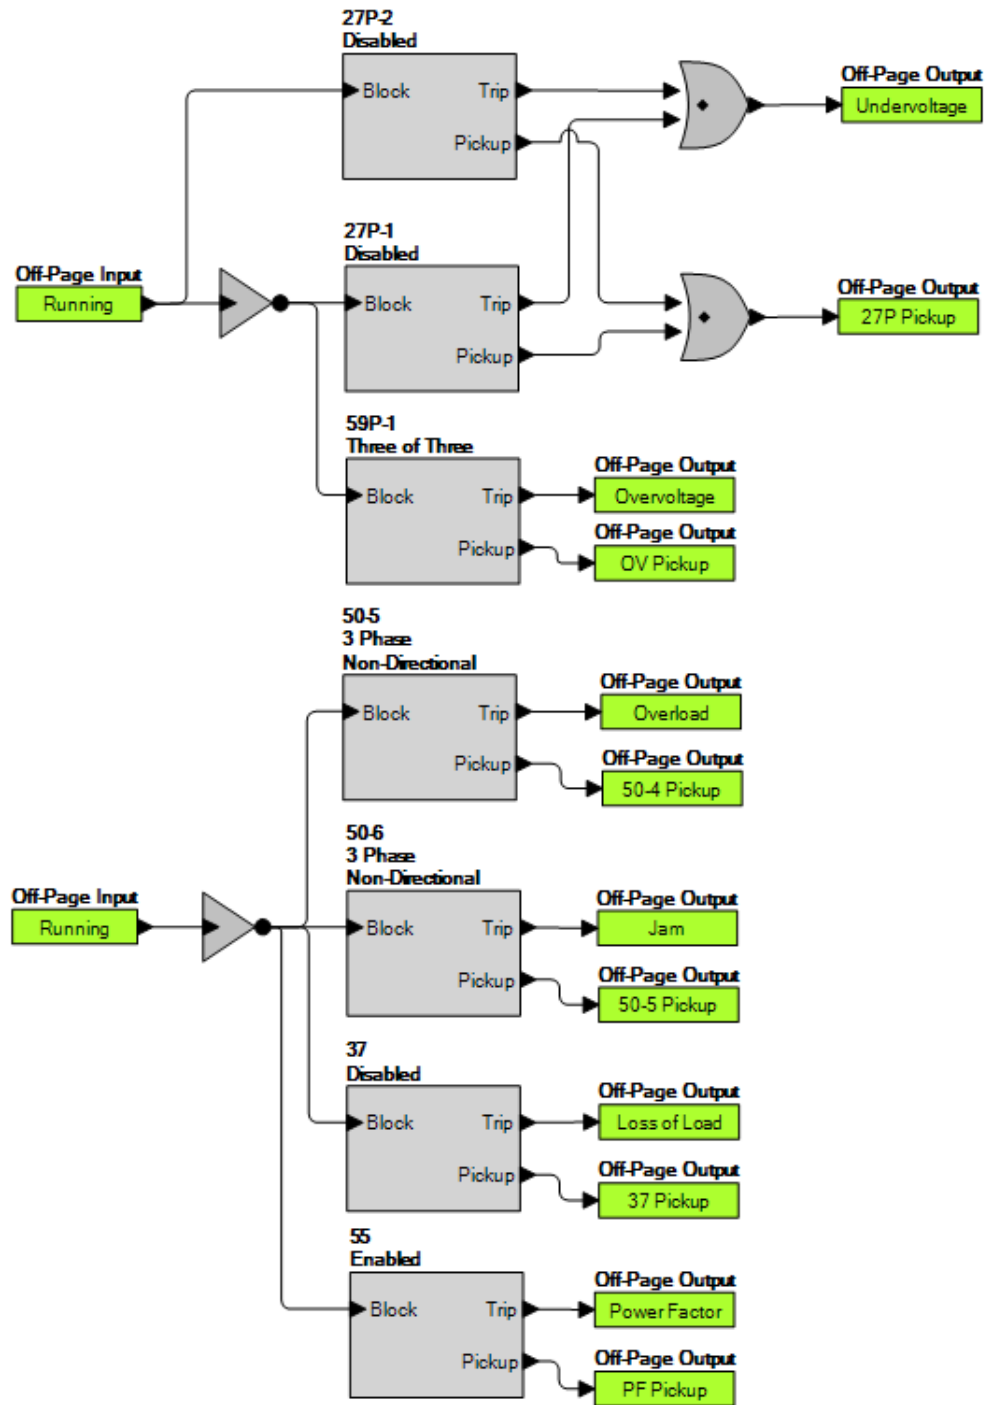 27P-2
Disabled
Block
Trip
Pickup
Off-Page Output
Undervoltage
27P-1
Disabled
Block
Trip
Pickup
Off-Page Input
Running
Off-Page Output
27P Pickup
59P-1
Three of Three
Block
Trip
Pickup
Off-Page Output
Overvoltage
Off-Page Output
OV Pickup
50-5
3 Phase
Non-Directional
Block
Trip
Pickup
Off-Page Output
Overload
Off-Page Output
50-4 Pickup
50-6
3 Phase
Non-Directional
Block
Trip
Pickup
Off-Page Input
Running
Off-Page Output
Jam
Off-Page Output
50-5 Pickup
37
Disabled
Block
Trip
Pickup
Off-Page Output
Loss of Load
Off-Page Output
37 Pickup
55
Enabled
Block
Trip
Pickup
Off-Page Output
Power Factor
Off-Page Output
PF Pickup